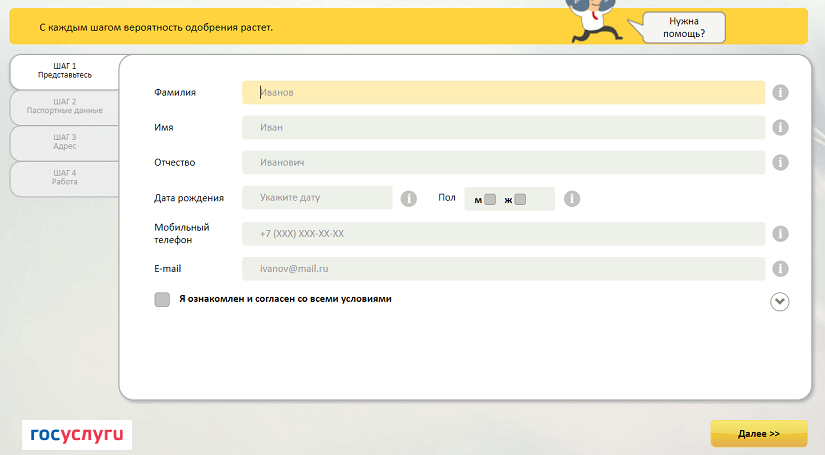 С каждым шагом вероятность одобрения растет.
Нужна
помощь?
ШАГ 1
Представьтесь
ШАГ 2
Паспортные данные
ШАГ 3
Адрес
ШАГ 4
Работа
Фамилия Иванов i
Имя Иван i
Отчество Иванович i
Дата рождения Укажите дату i Пол м ж i
Мобильный
телефон +7 (XXX) XXX-XX-XX i
E-mail ivanov@mail.ru i
Я ознакомлен и согласен со всеми условиями
госуслуги
Далее >>